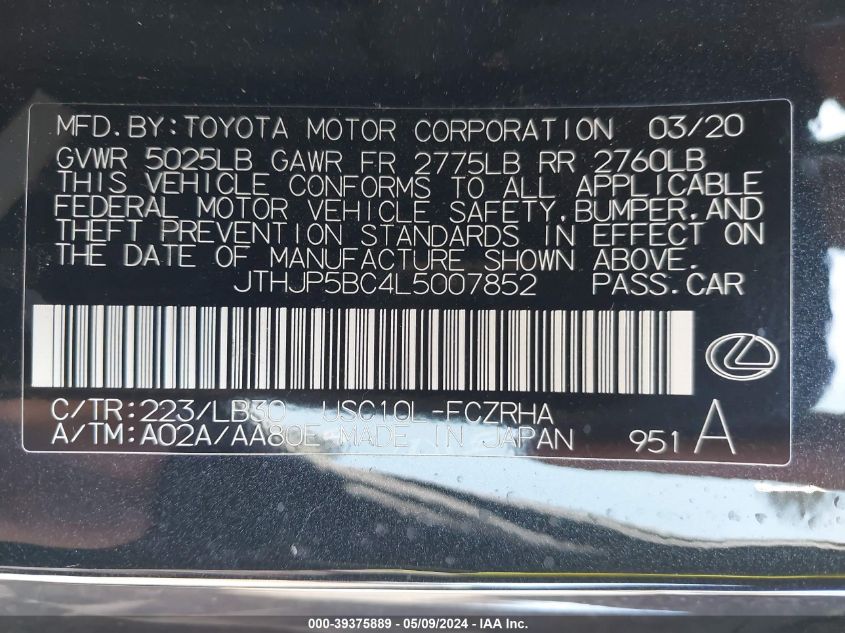 MFD.BY:TOYOTA MOTOR CORPORATION 03/20
GVWR 5025LB GAWR FR 2775LB RR 2760LB
THIS VEHICLE CONFORMS TO ALL APPLICABLE
FEDERAL MOTOR VEHICLE SAFETY,BUMPER,AND
THEFT PREVENTION STANDARDS IN EFFECT ON
THE DATE OF MANUFACTURE SHOWN ABOVE.
JTHJP5BC4L5007852 PASS.CAR
C/TR:223/LB30 USC10L-FCZRHA
A/TM:A02A/AA80E MADE IN JAPAN 951 A
000-39375889 - 05/09/2024 - IAA Inc.